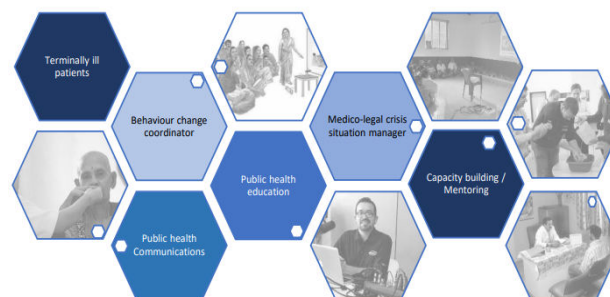 Terminally ill
patients
Behaviour change
coordinator
Medico-legal crisis
situation manager
Public health
education
Capacity building /
Mentoring
Public health
Communications